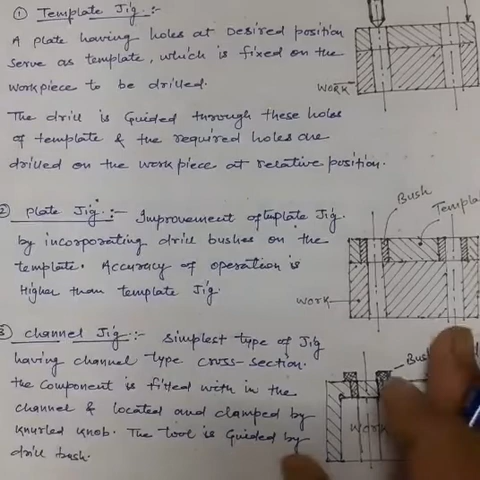 ① Template Jig :-
A plate having holes at Desired position
serve as template, which is fixed on the
workpiece to be drilled.
WORK
The drill is Guided through these holes
of template & the required holes are
drilled on the workpiece at relative position.
Bush
② Plate Jig :- Improvement of template Jig.
by incorporating drill bushes on the
template. Accuracy of operation is
Higher than template Jig.
WORK
③ Channel Jig :- Simplest type of Jig
having channel type cross-section.
the component is fitted with in the
channel & located and clamped by
knurled knob. The tool is Guided by
drill bush.